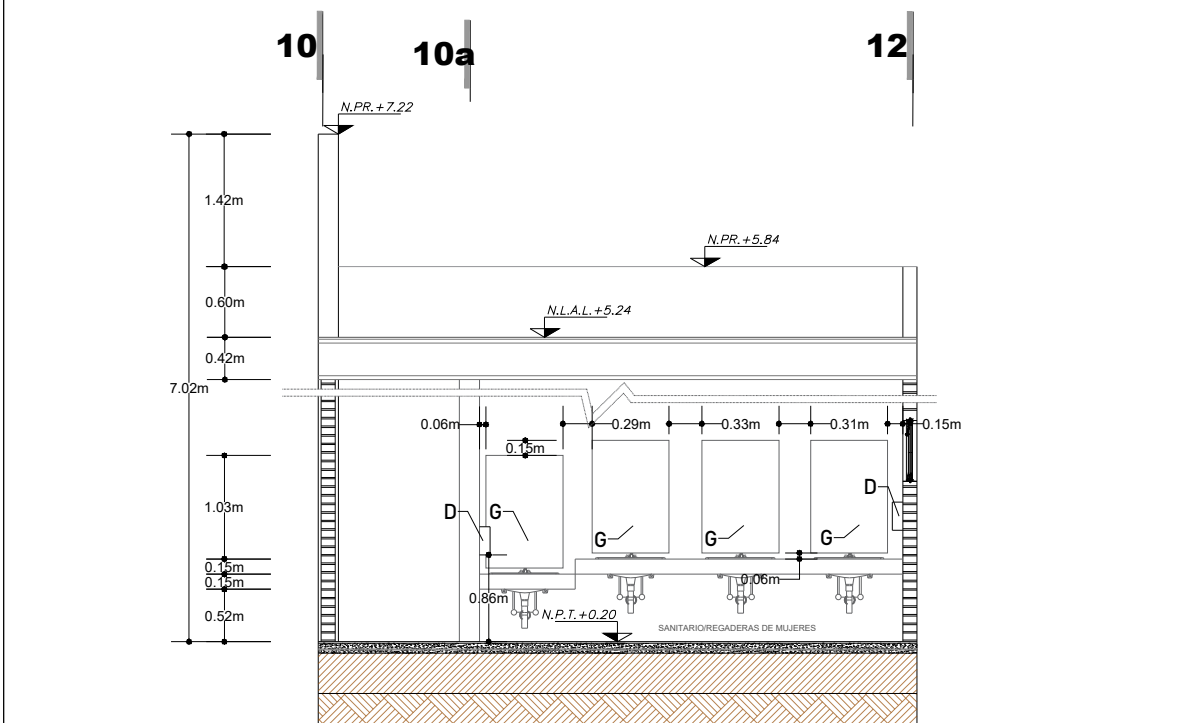 10
10a
12
N.PR.+7.22
1.42m
N.PR.+5.84
0.60m
N.L.A.L.+5.24
0.42m
7.02m
0.06m
0.29m
0.33m
0.31m
0.15m
0.15m
D
1.03m
D
G
G
G
G
0.15m
0.15m
0.06m
0.86m
0.52m
N.P.T.+0.20
SANITARIO/REGADERAS DE MUJERES